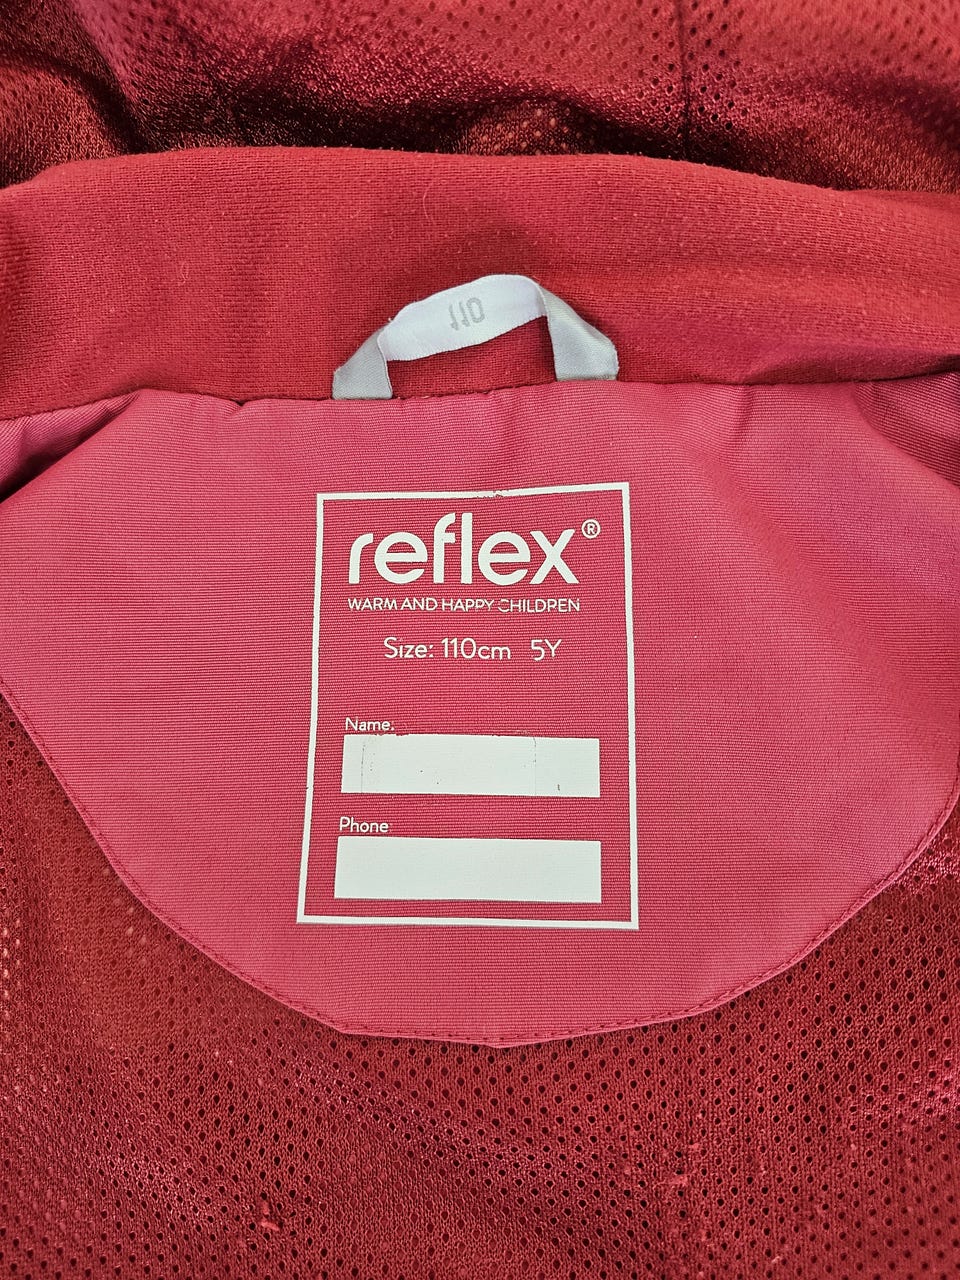 110
reflex®
WARM AND HAPPY CHILDREN
Size: 110cm 5Y
Name:
Phone